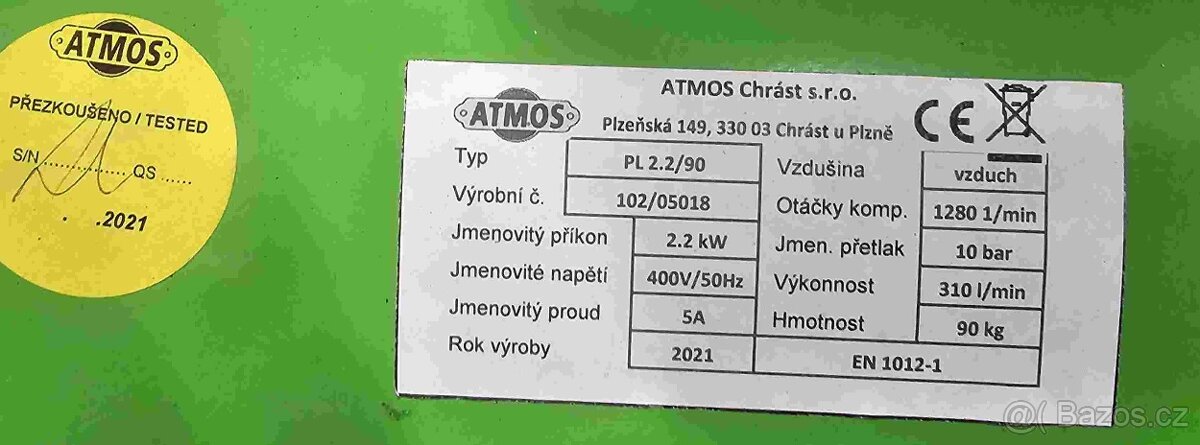 ATMOS
PŘEZKOUŠENO / TESTED
S/N ................ QS ......
. .2021
ATMOS
ATMOS Chrást s.r.o.
Plzeňská 149, 330 03 Chrást u Plzně
CE
Typ PL 2.2/90
Výrobní č. 102/05018
Jmenovitý příkon 2.2 kW
Jmenovité napětí 400V/50Hz
Jmenovitý proud 5A
Rok výroby 2021
Vzdušina vzduch
Otáčky komp. 1280 1/min
Jmen. přetlak 10 bar
Výkonnost 310 l/min
Hmotnost 90 kg
EN 1012-1
@( Bazos.cz